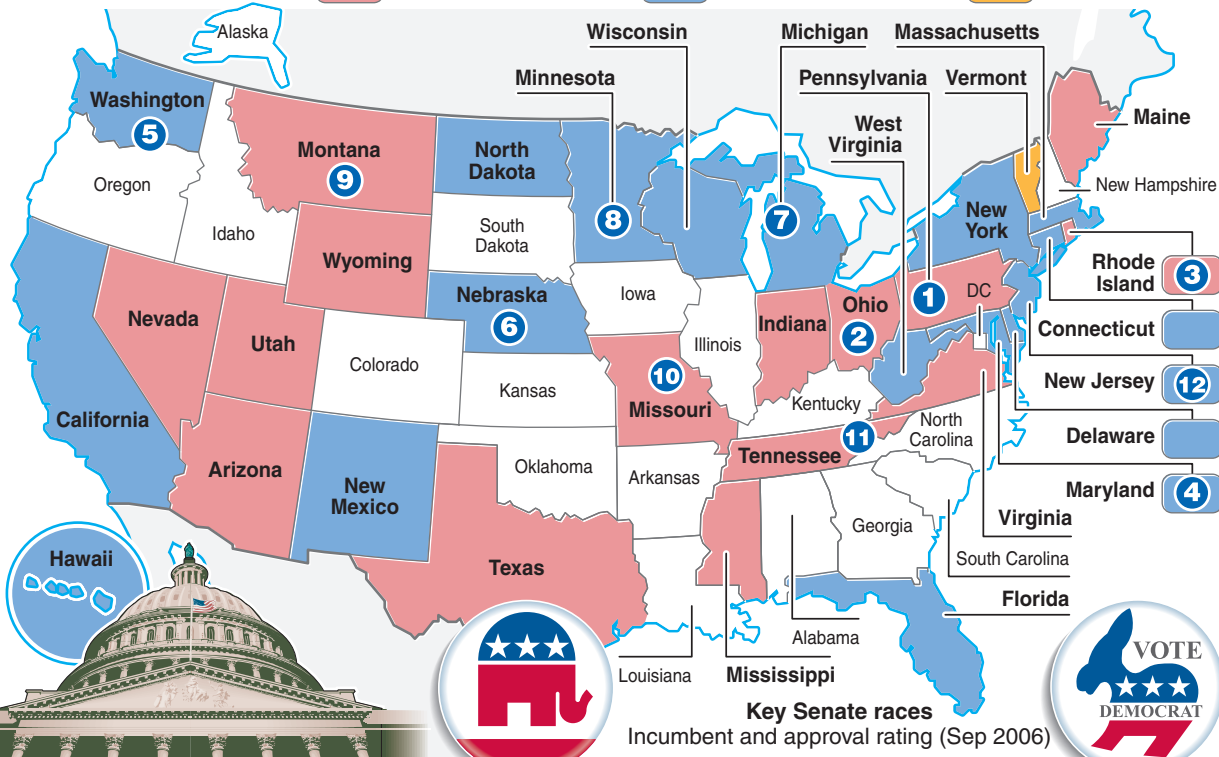 Alaska
Wisconsin
Michigan
Massachusetts
Minnesota
Pennsylvania
Vermont
Washington
5
West
Virginia
Maine
Montana
9
North
Dakota
Oregon
Idaho
South
Dakota
8
7
New
York
New Hampshire
Wyoming
Nebraska
6
Iowa
Rhode
Island
3
Nevada
Utah
Colorado
Illinois
Indiana
Ohio
2
1
DC
Connecticut
Kansas
10
Missouri
Kentucky
New Jersey
12
California
Arizona
New
Mexico
Oklahoma
Arkansas
Tennessee
11
North
Carolina
Delaware
Maryland
4
Georgia
Virginia
Hawaii
Texas
South Carolina
Florida
Alabama
Louisiana
Mississippi
VOTE
DEMOCRAT
Key Senate races
Incumbent and approval rating (Sep 2006)